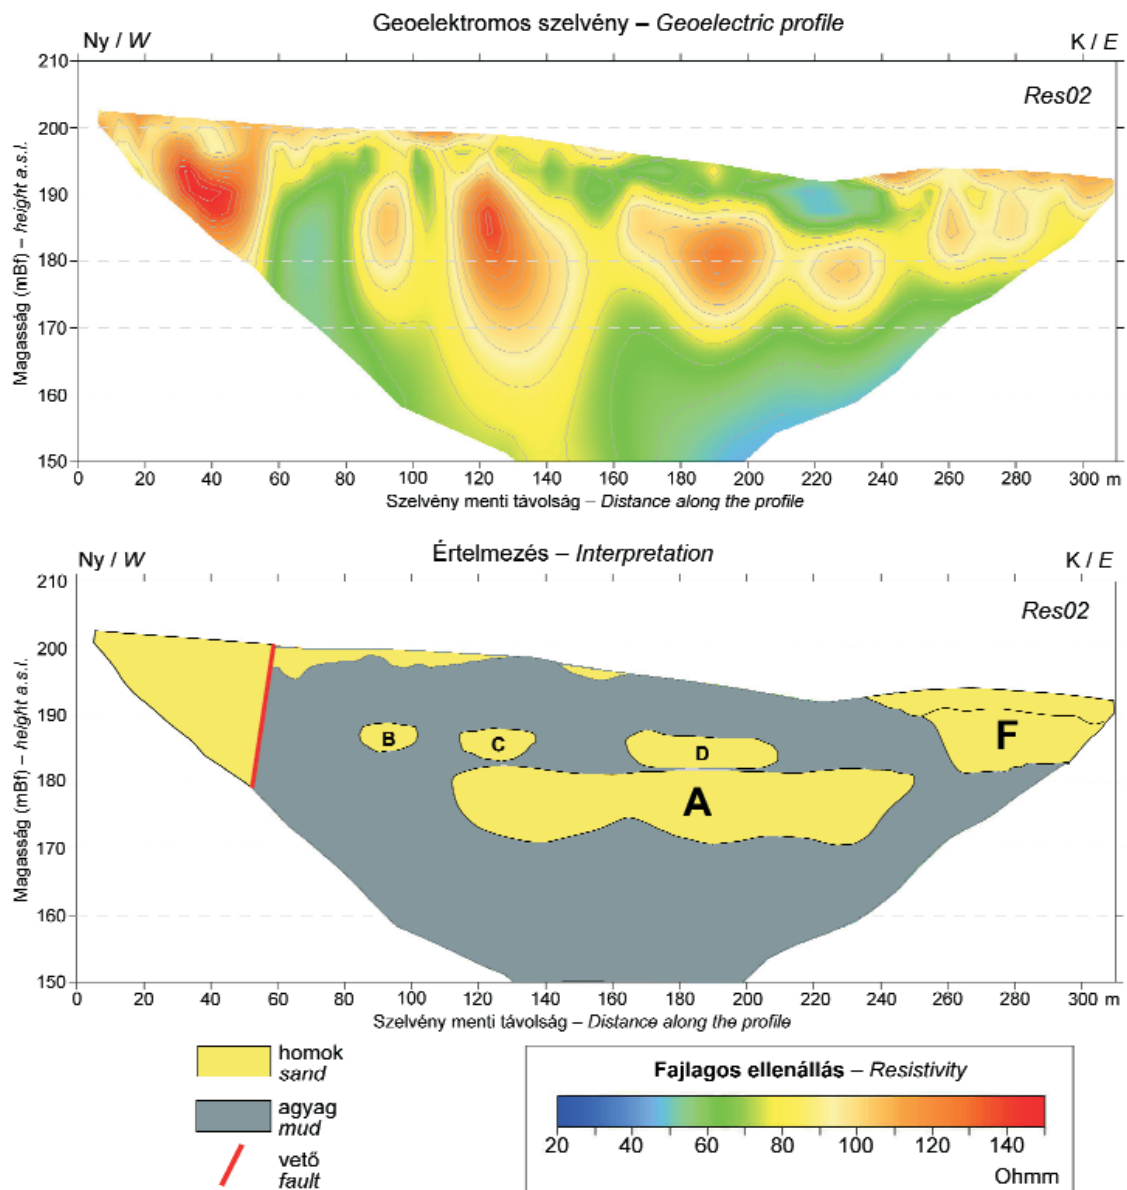 Geoelektromos szelvény – Geoelectric profile
Ny / W
K / E
Res02
Magasság (mBf) – height a.s.l.
210
200
190
180
170
160
150
0 20 40 60 80 100 120 140 160 180 200 220 240 260 280 300 m
Szelvény menti távolság – Distance along the profile
Értelmezés – Interpretation
Ny / W
K / E
Res02
Magasság (mBf) – height a.s.l.
210
200
190
180
170
160
150
B
C
D
A
F
0 20 40 60 80 100 120 140 160 180 200 220 240 260 280 300 m
Szelvény menti távolság – Distance along the profile
homok
sand
agyag
mud
vető
fault
Fajlagos ellenállás – Resistivity
20 40 60 80 100 120 140
Ohmm